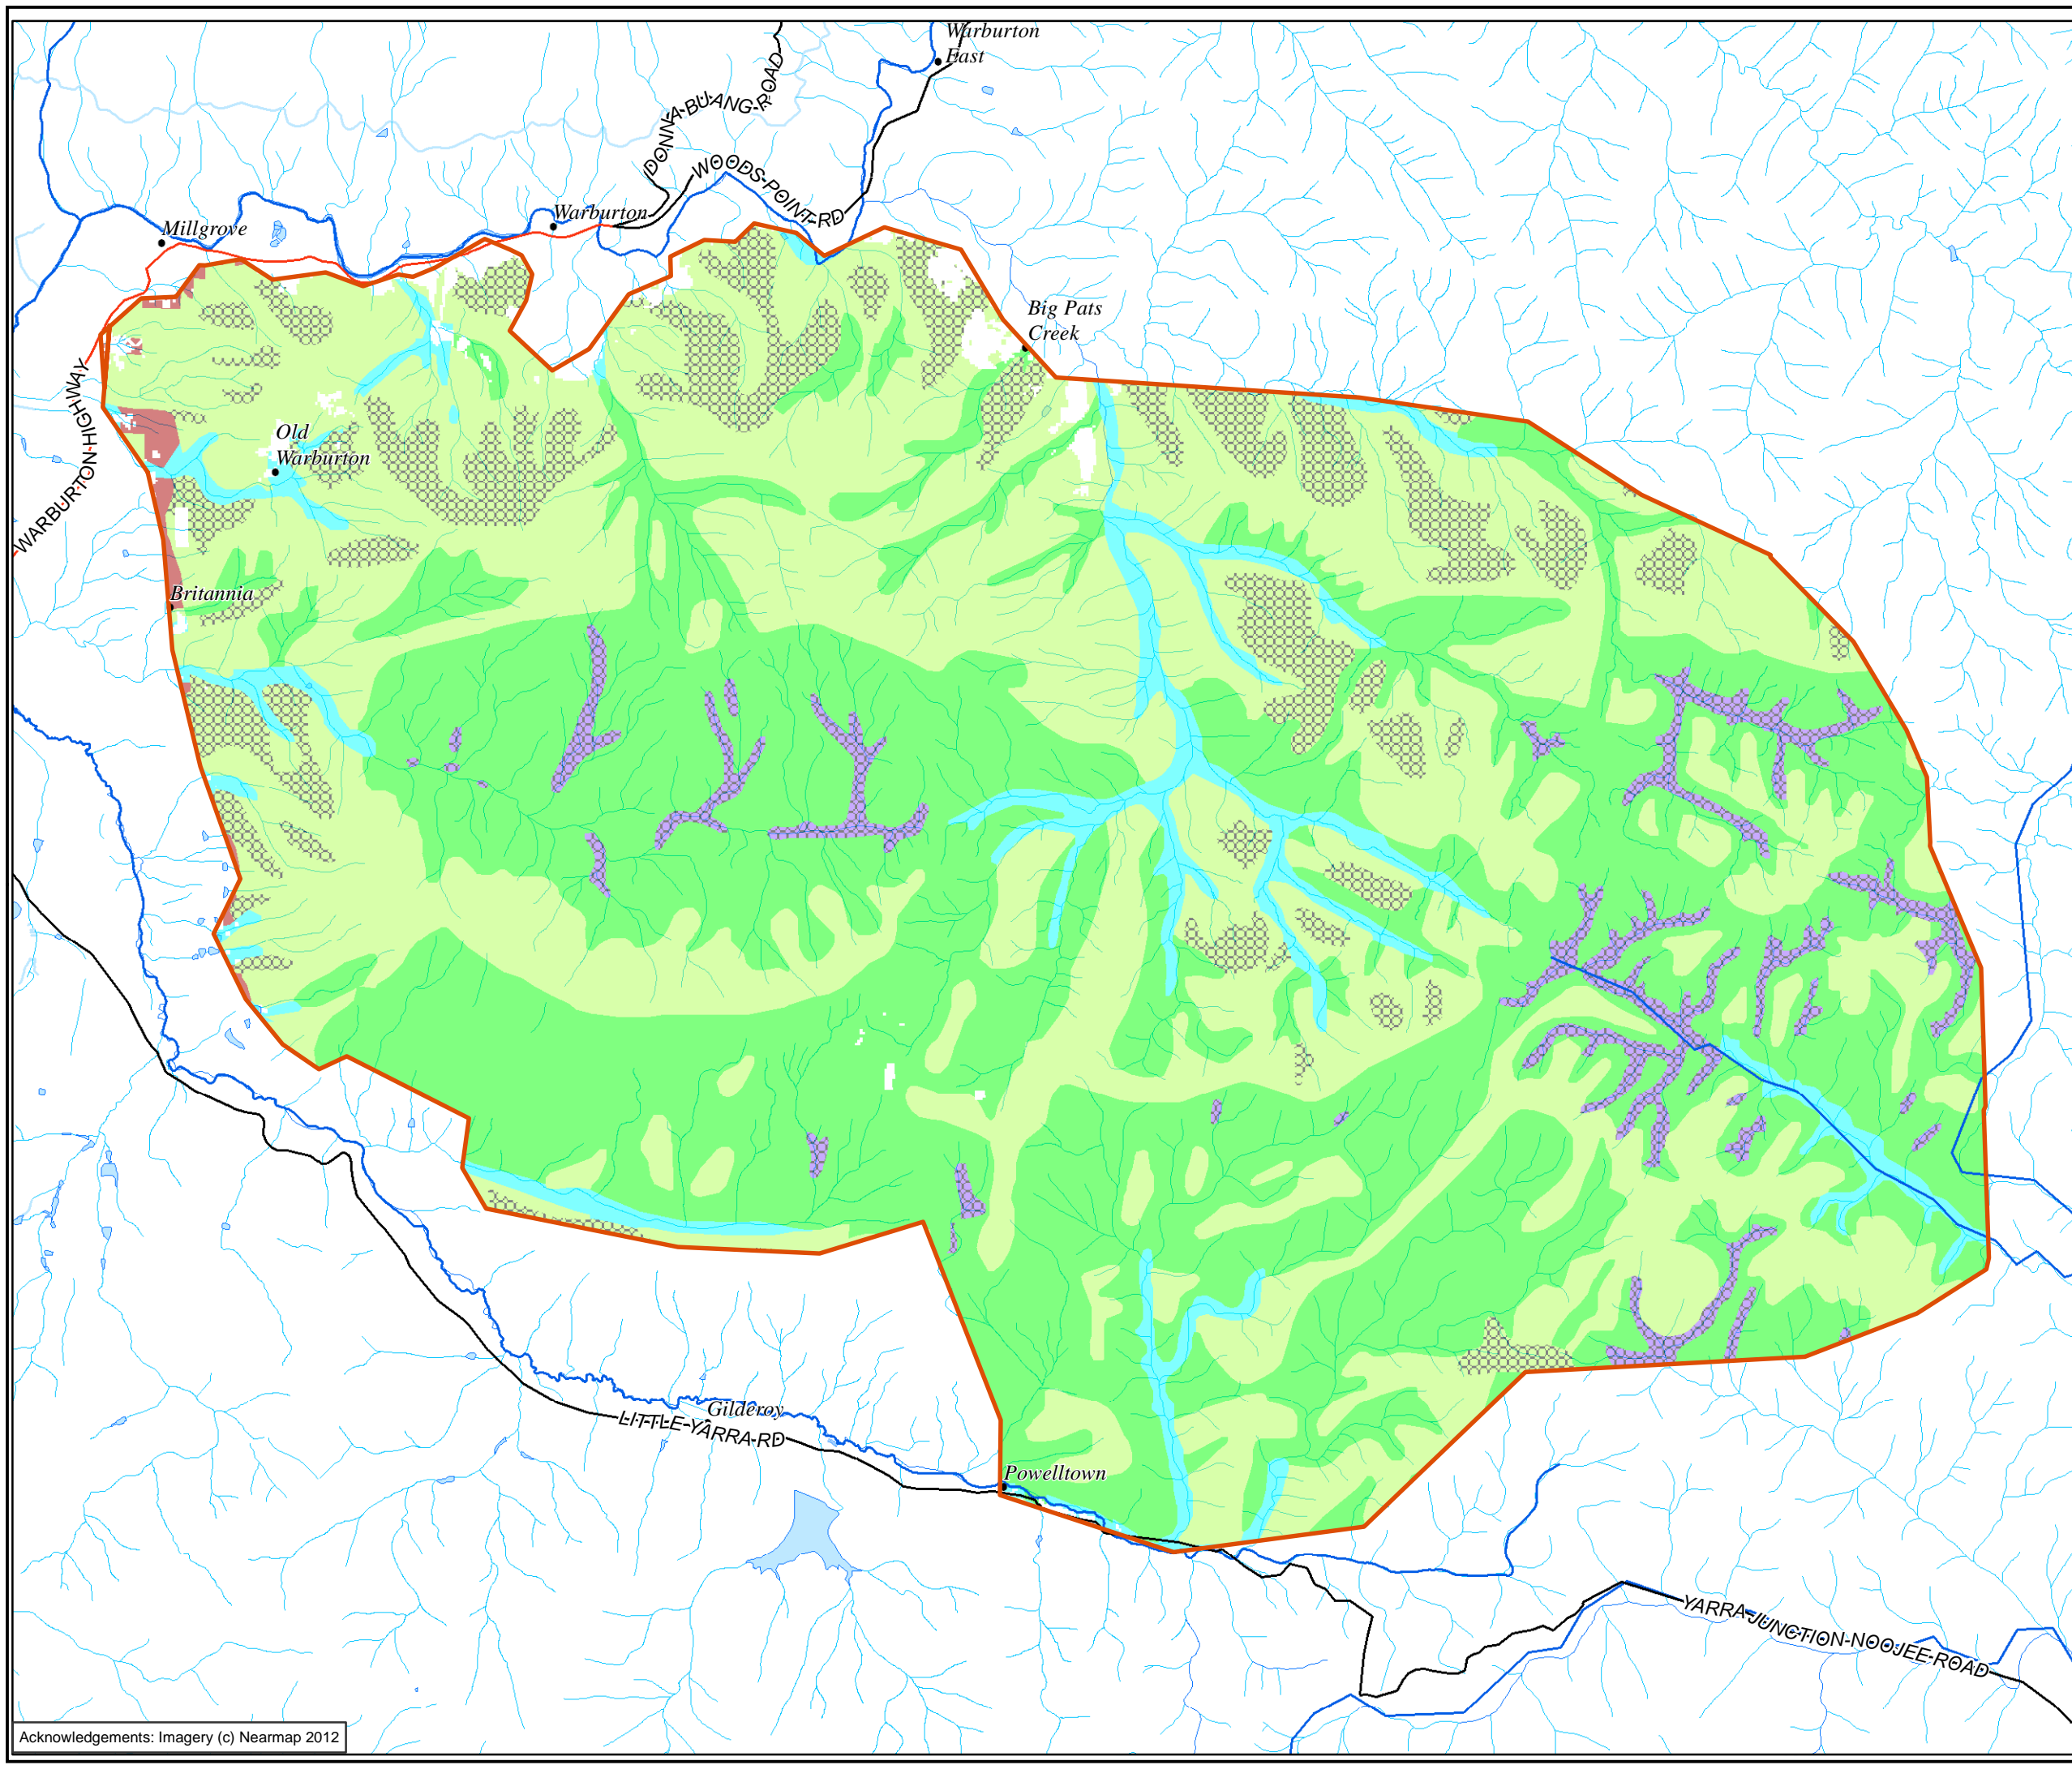 Warburton
East
DONNA BUANG ROAD
WOODS POINT RD
Millgrove
Warburton
Big Pats
Creek
WARBURTON HIGHWAY
Old
Warburton
Britannia
Gilderoy
LITTLE YARRA RD
Powelltown
YARRA JUNCTION-NOOJEE ROAD
Acknowledgements: Imagery (c) Nearmap 2012